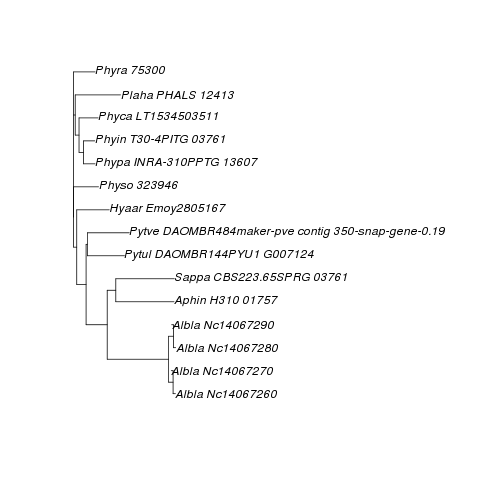 Phyra 75300
Plaha PHALS 12413
Phyca LT1534503511
Phyin T30-4PITG 03761
Phypa INRA-310PPTG 13607
Physo 323946
Hyaar Emoy2805167
Pytve DAOMBR484maker-pve contig 350-snap-gene-0.19
Pytul DAOMBR144PYU1 G007124
Sappa CBS223.65SPRG 03761
Aphin H310 01757
Albla Nc14067290
Albla Nc14067280
Albla Nc14067270
Albla Nc14067260